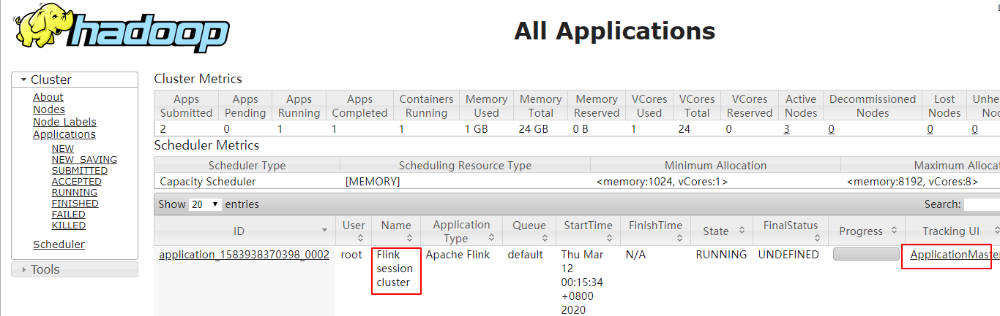 hadoop
All Applications
Cluster
About
Nodes
Node Labels
Applications
NEW
NEW_SAVING
SUBMITTED
ACCEPTED
RUNNING
FINISHED
FAILED
KILLED
Scheduler
Tools
Cluster Metrics
Apps Submitted Apps Pending Apps Running Apps Completed Containers Running Memory Used Memory Total Memory Reserved VCores Used VCores Total VCores Reserved Active Nodes Decommissioned Nodes Lost Nodes Unhe Noc
2 0 1 1 1 1 GB 24 GB 0 B 1 24 0 3 0 0 0
Scheduler Metrics
Scheduler Type Scheduling Resource Type Minimum Allocation Maximum Alloca
Capacity Scheduler [MEMORY] <memory:1024, vCores:1> <memory:8192, vCores:8>
Show 20 entries Search:
ID User Name Application Type Queue StartTime FinishTime State FinalStatus Progress Tracking UI
application_1583938370398_0002 root Flink session cluster Apache Flink default Thu Mar 12 00:15:34 +0800 2020 N/A RUNNING UNDEFINED ApplicationMaste